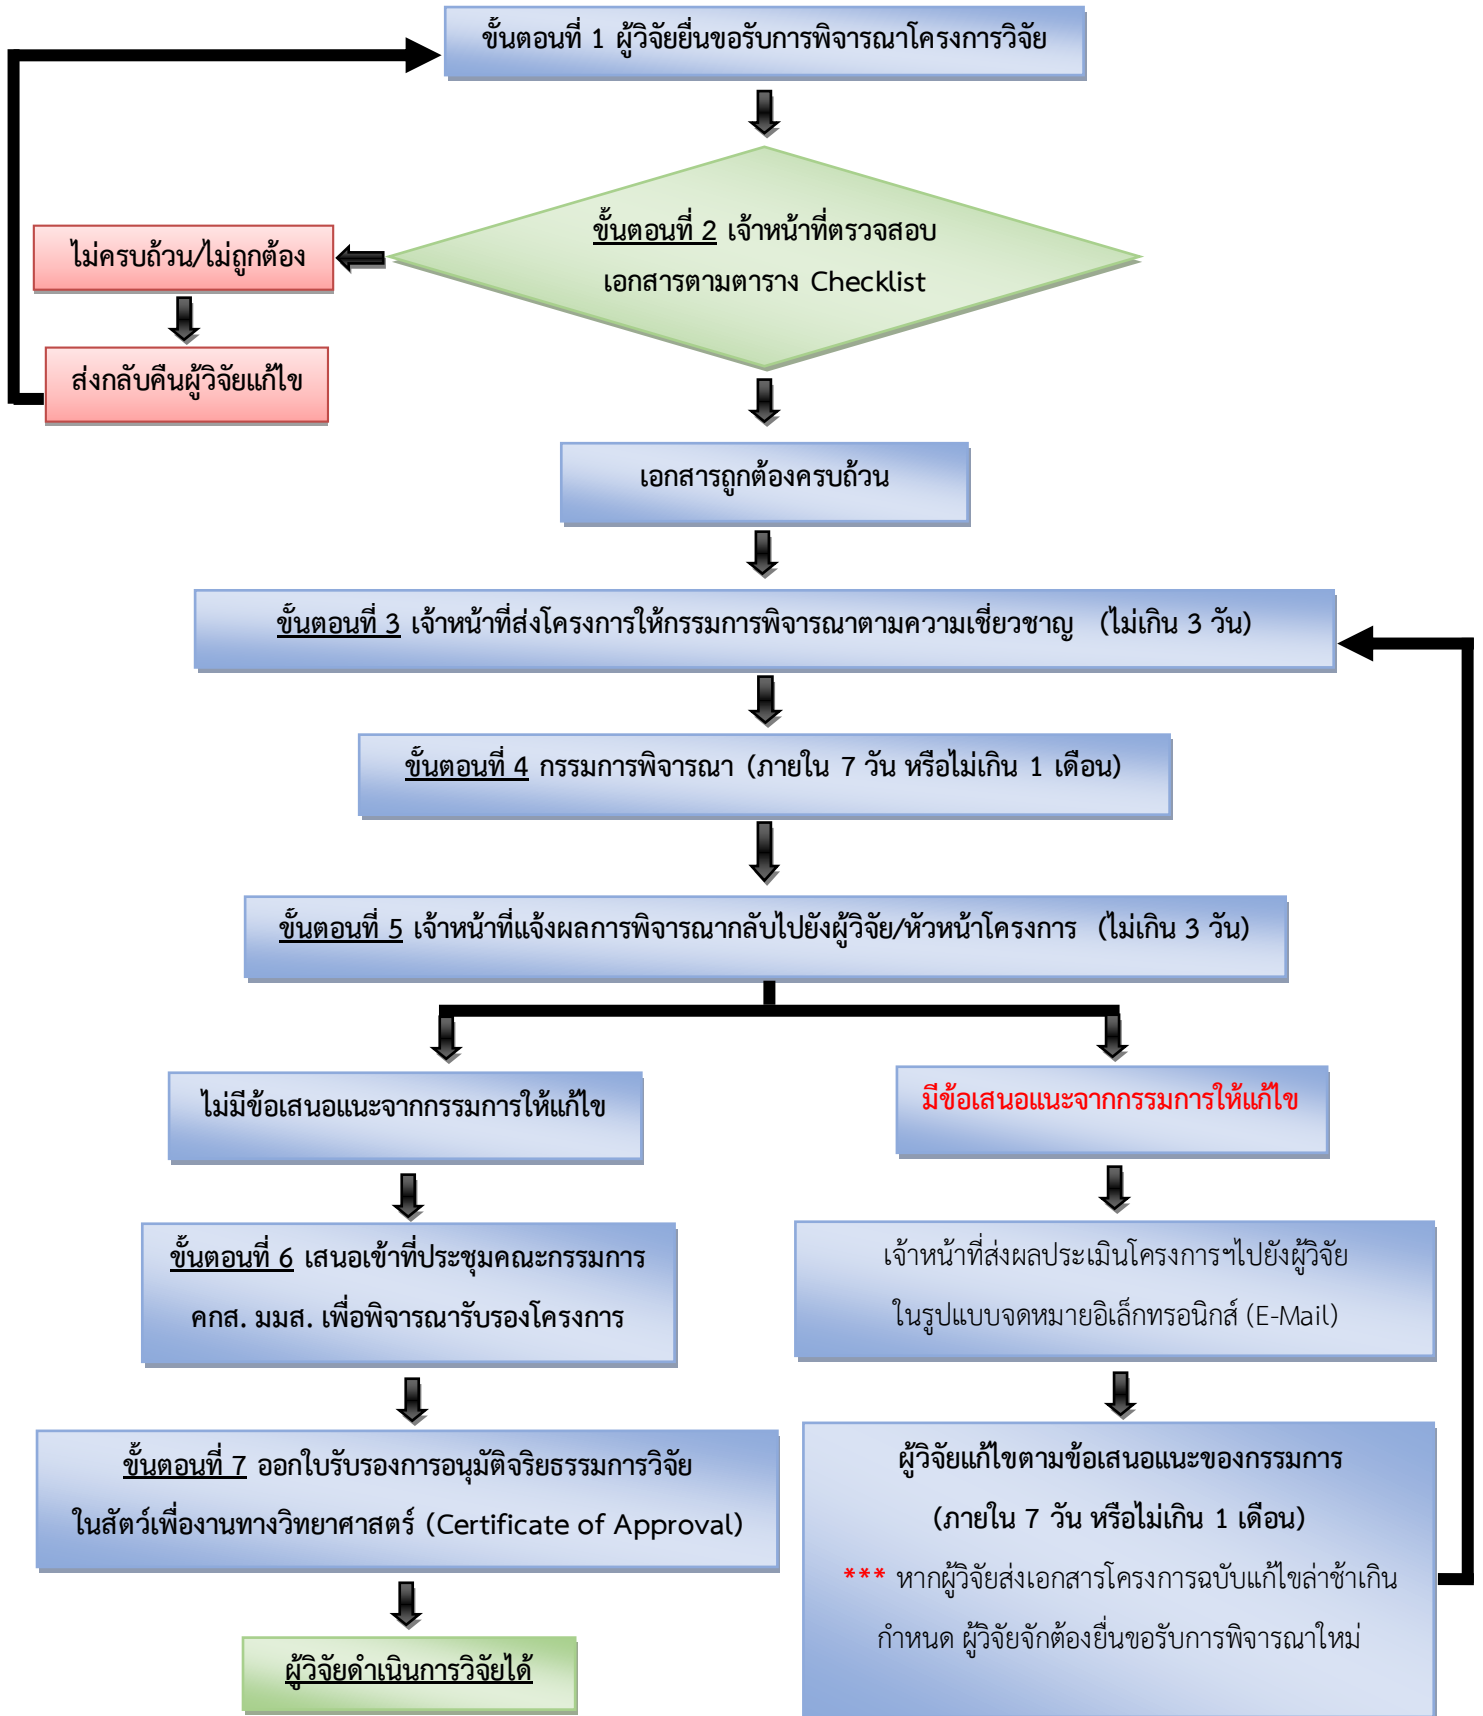 ขั้นตอนที่ 1 ผู้วิจัยยื่นขอรับการพิจารณาโครงการวิจัย
ขั้นตอนที่ 2 เจ้าหน้าที่ตรวจสอบ
เอกสารตามตาราง Checklist
ไม่ครบถ้วน/ไม่ถูกต้อง
ส่งกลับคืนผู้วิจัยแก้ไข
เอกสารถูกต้องครบถ้วน
ขั้นตอนที่ 3 เจ้าหน้าที่ส่งโครงการให้กรรมการพิจารณาตามความเชี่ยวชาญ (ไม่เกิน 3 วัน)
ขั้นตอนที่ 4 กรรมการพิจารณา (ภายใน 7 วัน หรือไม่เกิน 1 เดือน)
ขั้นตอนที่ 5 เจ้าหน้าที่แจ้งผลการพิจารณากลับไปยังผู้วิจัย/หัวหน้าโครงการ (ไม่เกิน 3 วัน)
ไม่มีข้อเสนอแนะจากกรรมการให้แก้ไข
ขั้นตอนที่ 6 เสนอเข้าที่ประชุมคณะกรรมการ
คกส. มมส. เพื่อพิจารณารับรองโครงการ
ขั้นตอนที่ 7 ออกใบรับรองการอนุมัติจริยธรรมการวิจัย
ในสัตว์เพื่องานทางวิทยาศาสตร์ (Certificate of Approval)
ผู้วิจัยดำเนินการวิจัยได้
มีข้อเสนอแนะจากกรรมการให้แก้ไข
เจ้าหน้าที่ส่งผลประเมินโครงการฯไปยังผู้วิจัย
ในรูปแบบจดหมายอิเล็กทรอนิกส์ (E-Mail)
ผู้วิจัยแก้ไขตามข้อเสนอแนะของกรรมการ
(ภายใน 7 วัน หรือไม่เกิน 1 เดือน)
*** หากผู้วิจัยส่งเอกสารโครงการฉบับแก้ไขล่าช้าเกิน
กำหนด ผู้วิจัยจักต้องยื่นขอรับการพิจารณาใหม่